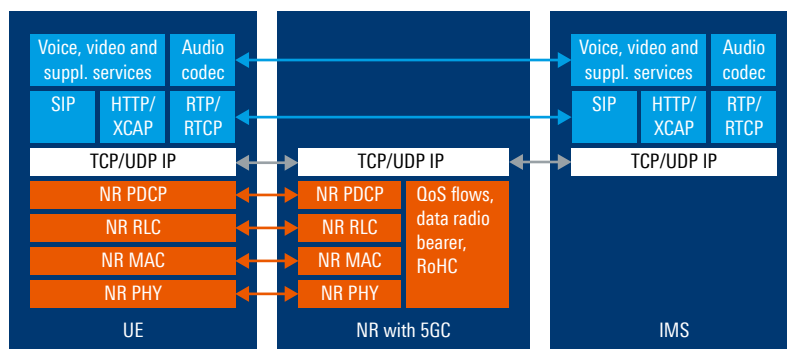 Voice, video and
suppl. services
Audio
codec
SIP
HTTP/
XCAP
RTP/
RTCP
TCP/UDP IP
NR PDCP
NR RLC
NR MAC
NR PHY
UE
TCP/UDP IP
NR PDCP
NR RLC
NR MAC
NR PHY
QoS flows,
data radio
bearer,
RoHC
NR with 5GC
Voice, video and
suppl. services
Audio
codec
SIP
HTTP/
XCAP
RTP/
RTCP
TCP/UDP IP
IMS